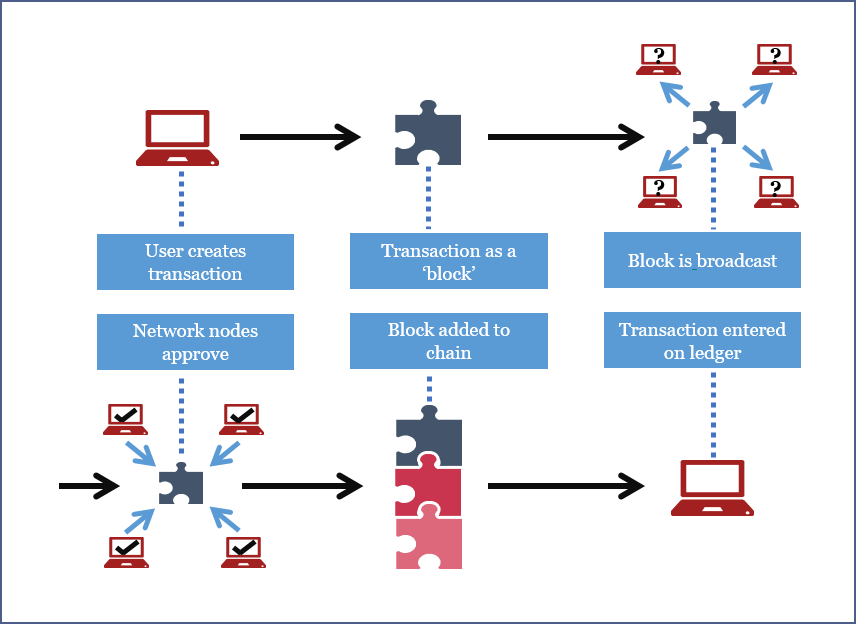 ?
?
?
?
User creates
transaction
Transaction as a
‘block’
Block is broadcast
Network nodes
approve
Block added to
chain
Transaction entered
on ledger